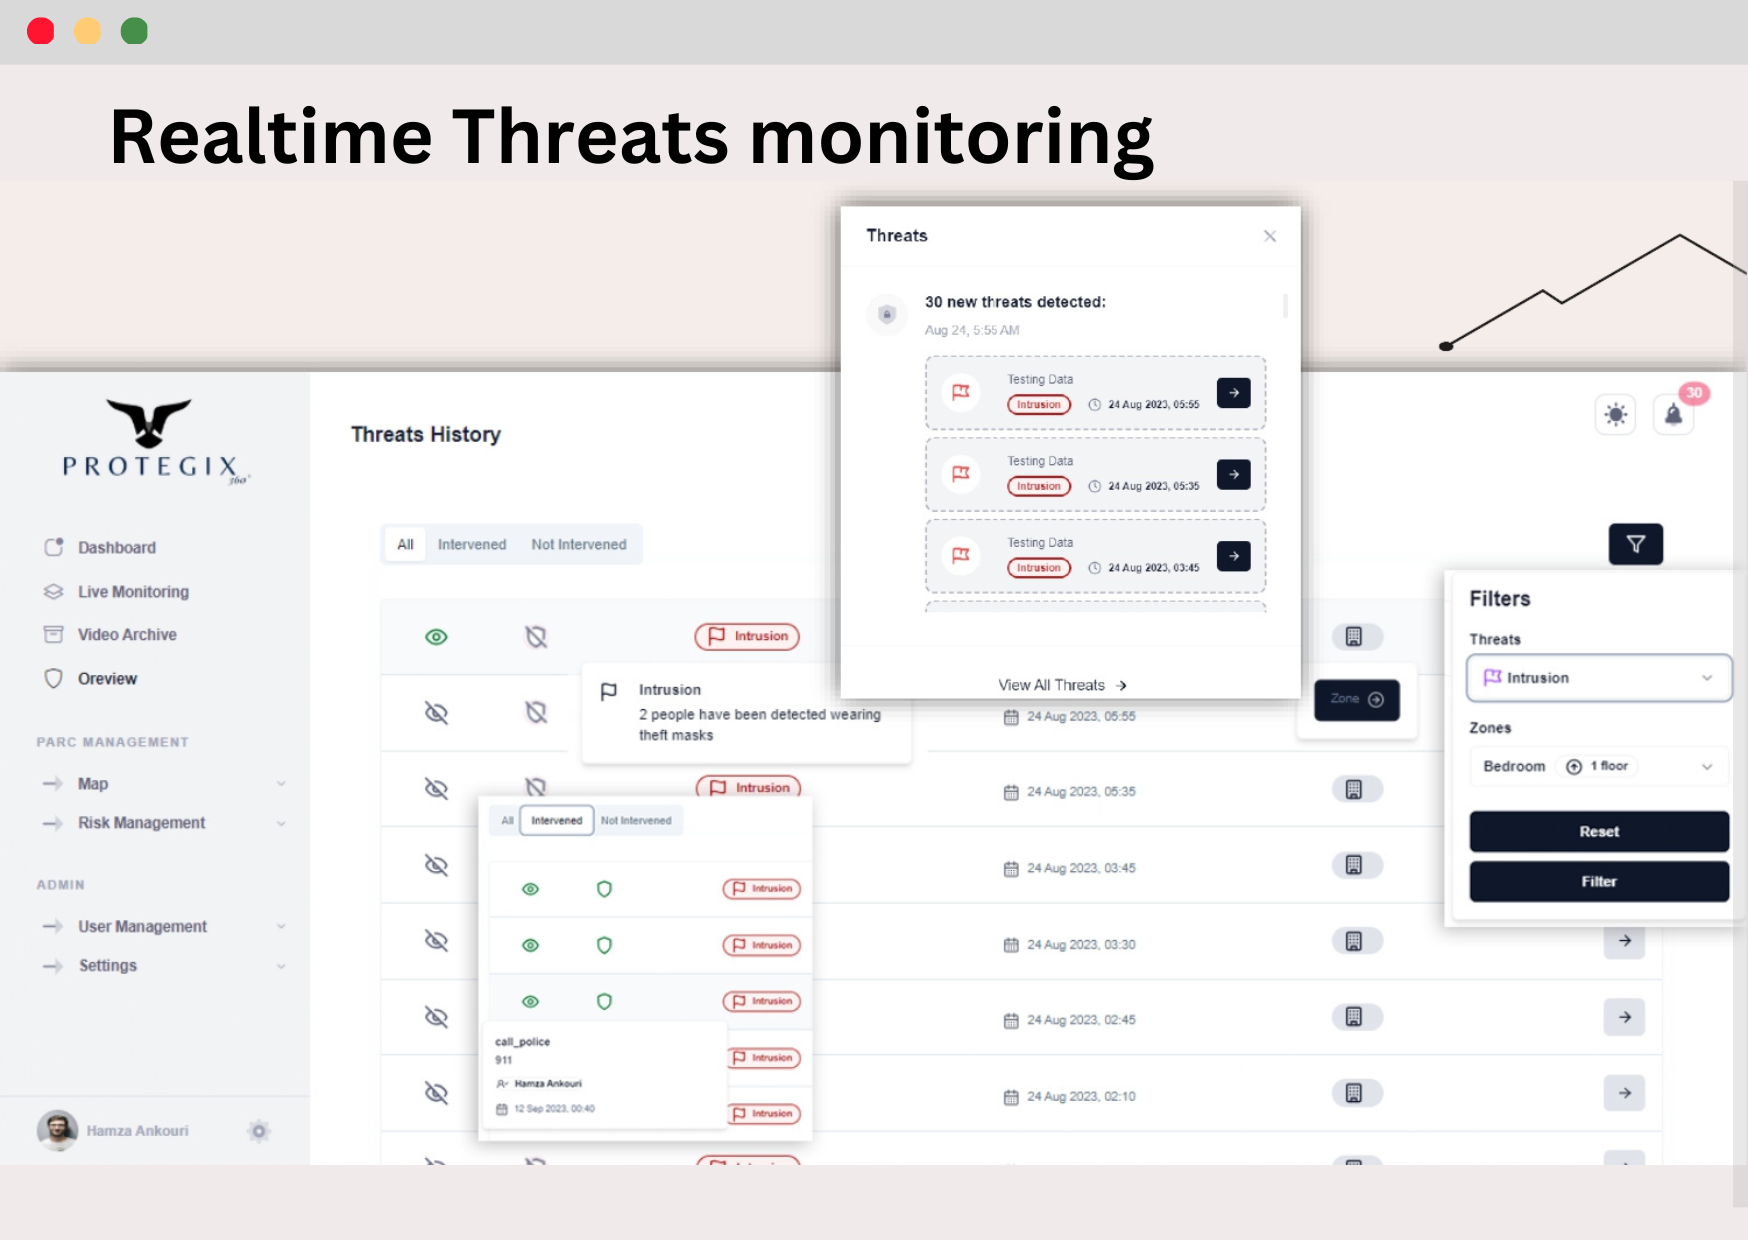 Realtime Threats monitoring
Threats
30 new threats detected:
Aug 24, 5:55 AM
Testing Data
Intrusion 24 Aug 2023, 05:55
Testing Data
Intrusion 24 Aug 2023, 05:35
Testing Data
Intrusion 24 Aug 2023, 03:45
View All Threats
PROTEGIX
360°
Dashboard
Live Monitoring
Video Archive
Oreview
PARC MANAGEMENT
Map
Risk Management
ADMIN
User Management
Settings
Hamza Ankouri
Threats History
30
All Intervened Not Intervened
Intrusion
Intrusion
2 people have been detected wearing
theft masks
24 Aug 2023, 05:55
Zone
Intrusion
24 Aug 2023, 05:35
24 Aug 2023, 03:45
24 Aug 2023, 03:30
24 Aug 2023, 02:45
24 Aug 2023, 02:10
All Intervened Not Intervened
Intrusion
Intrusion
Intrusion
Intrusion
Intrusion
call_police
911
Hamza Ankouri
12 Sep 2023, 00:40
Filters
Threats
Intrusion
Zones
Bedroom 1 floor
Reset
Filter